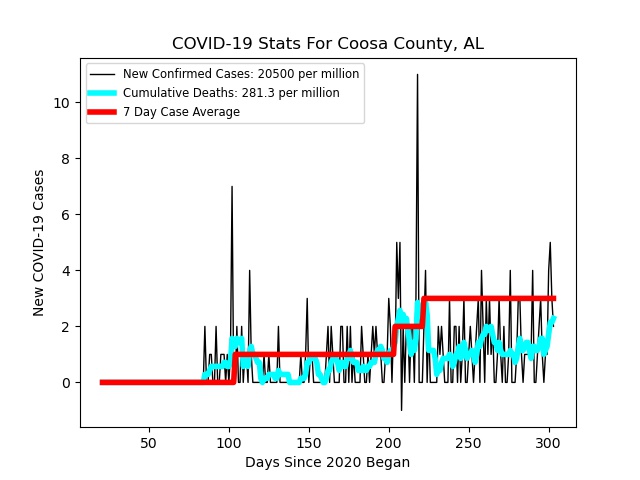 COVID-19 Stats For Coosa County, AL
New Confirmed Cases: 20500 per million
Cumulative Deaths: 281.3 per million
7 Day Case Average
New COVID-19 Cases
10
8
6
4
2
0
50 100 150 200 250 300
Days Since 2020 Began